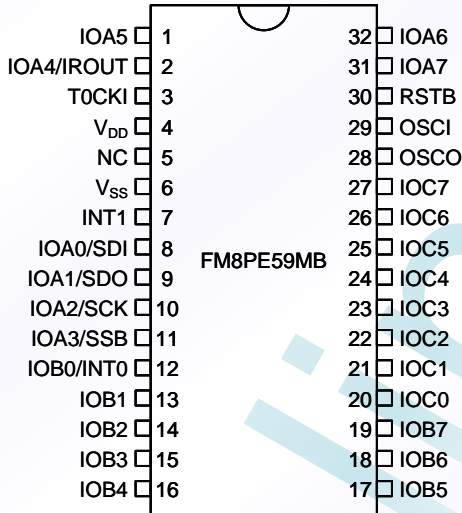 IOA5 1 32 IOA6
IOA4/IROUT 2 31 IOA7
T0CKI 3 30 RSTB
VDD 4 29 OSCI
NC 5 28 OSCO
VSS 6 27 IOC7
INT1 7 26 IOC6
IOA0/SDI 8 25 IOC5
FM8PE59MB
IOA1/SDO 9 24 IOC4
IOA2/SCK 10 23 IOC3
IOA3/SSB 11 22 IOC2
IOB0/INT0 12 21 IOC1
IOB1 13 20 IOC0
IOB2 14 19 IOB7
IOB3 15 18 IOB6
IOB4 16 17 IOB5